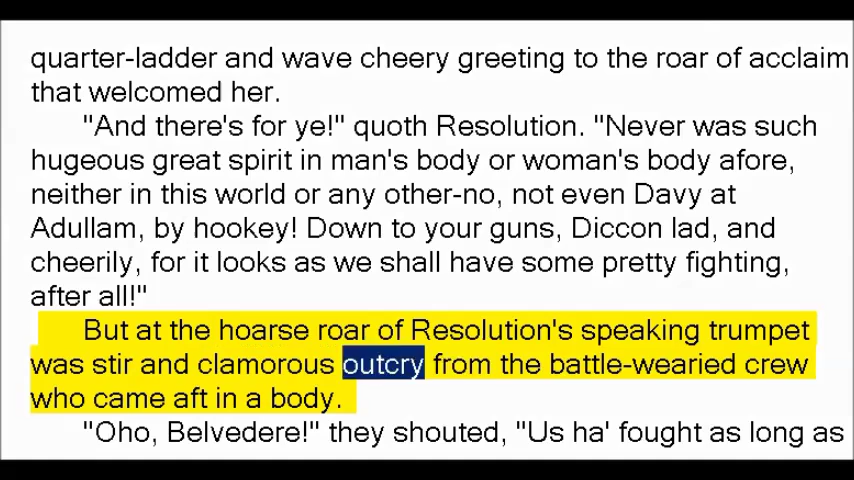 quarter-ladder and wave cheery greeting to the roar of acclaim
that welcomed her.
"And there's for ye!" quoth Resolution. "Never was such
hugeous great spirit in man's body or woman's body afore,
neither in this world or any other-no, not even Davy at
Adullam, by hookey! Down to your guns, Diccon lad, and
cheerily, for it looks as we shall have some pretty fighting,
after all!"
But at the hoarse roar of Resolution's speaking trumpet
was stir and clamorous outcry from the battle-wearied crew
who came aft in a body.
"Oho, Belvedere!" they shouted, "Us ha' fought as long as